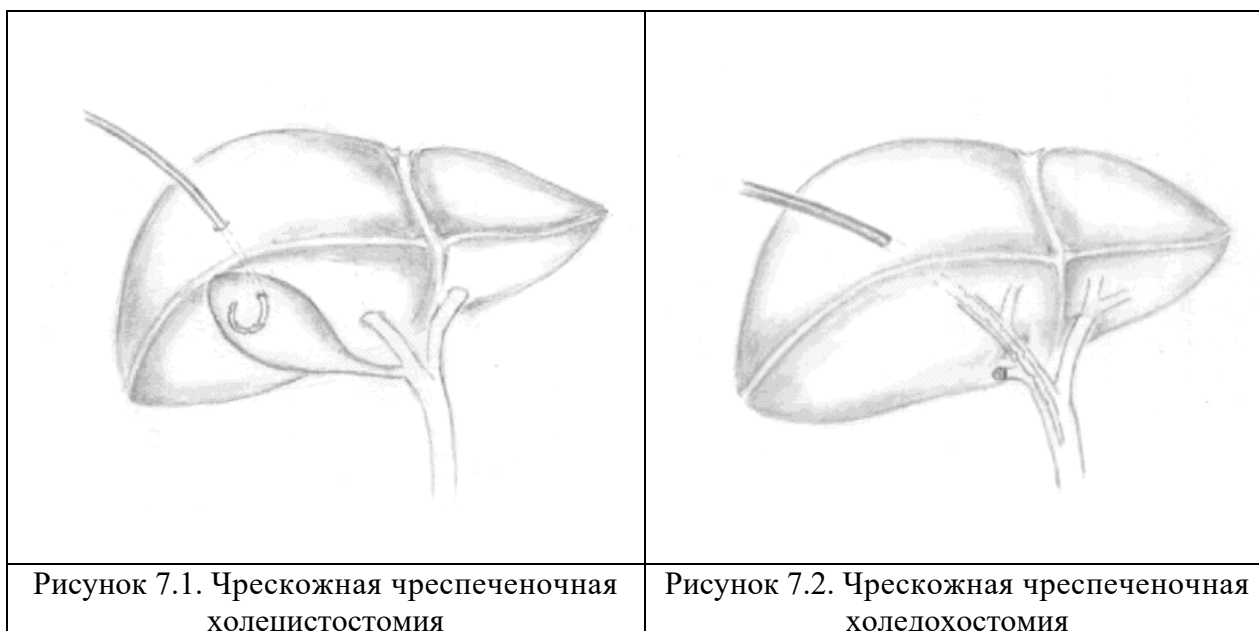 Рисунок 7.1. Чрескожная чреспеченочная
холецистостомия
Рисунок 7.2. Чрескожная чреспеченочная
холедохостомия